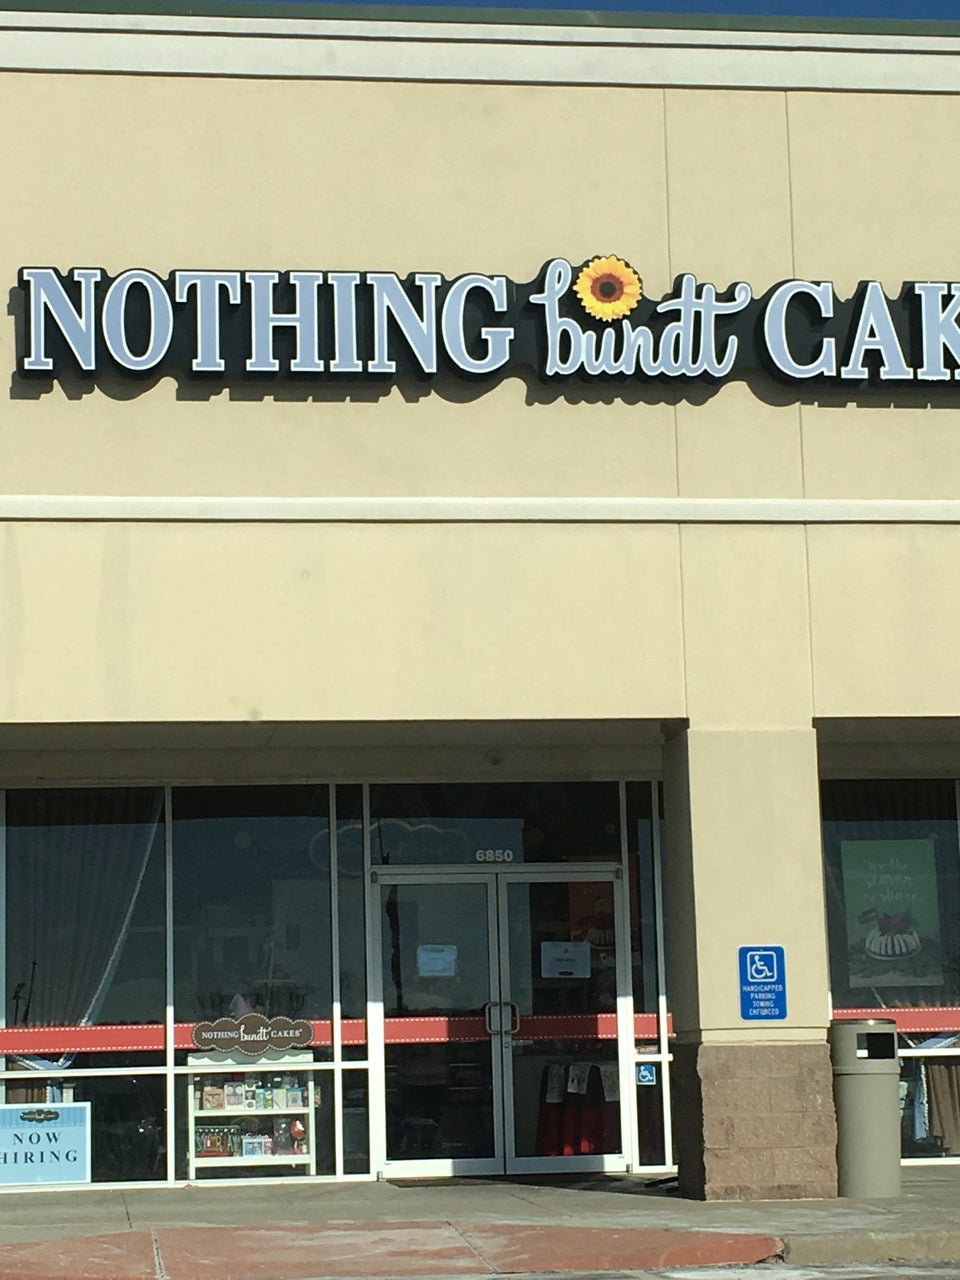 NOTHING bundt CAK
6850
HANDICAPPED
PARKING
TOWING
ENFORCED
NOTHING bundt CAKES
NOW
HIRING